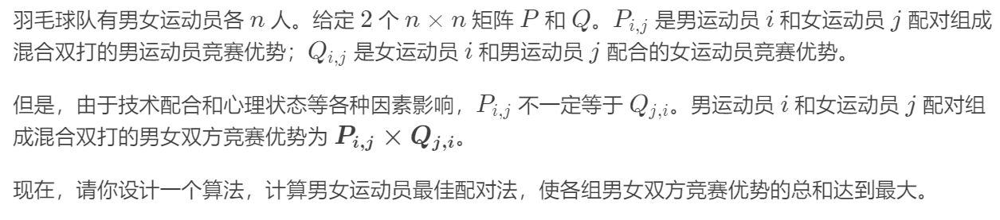 羽毛球队有男女运动员各 n 人。给定 2 个 n × n 矩阵 P 和 Q。P_{i,j} 是男运动员 i 和女运动员 j 配对组成
混合双打的男运动员竞赛优势；Q_{i,j} 是女运动员 i 和男运动员 j 配合的女运动员竞赛优势。
但是，由于技术配合和心理状态等各种因素影响，P_{i,j} 不一定等于 Q_{j,i}。男运动员 i 和女运动员 j 配对组
成混合双打的男女双方竞赛优势为 P_{i,j} × Q_{j,i}。
现在，请你设计一个算法，计算男女运动员最佳配对法，使各组男女双方竞赛优势的总和达到最大。